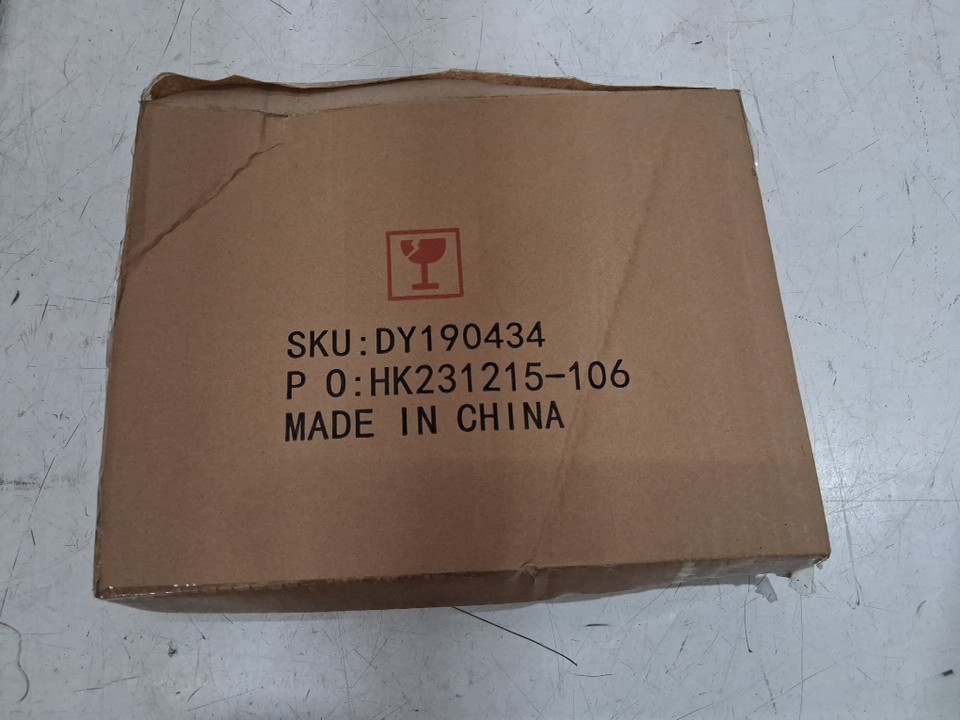 SKU:DY190434
P O:HK231215-106
MADE IN CHINA